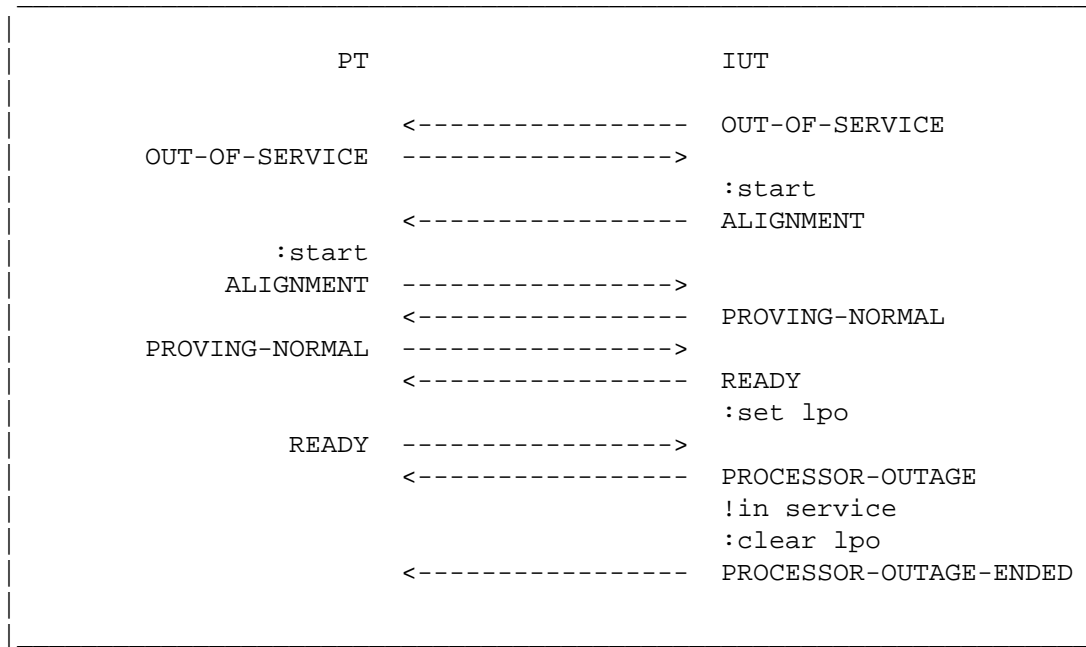 PT IUT
<----------------- OUT-OF-SERVICE
OUT-OF-SERVICE ----------------->
:start
<----------------- ALIGNMENT
:start
ALIGNMENT ----------------->
<----------------- PROVING-NORMAL
PROVING-NORMAL ----------------->
<----------------- READY
:set lpo
READY ----------------->
<----------------- PROCESSOR-OUTAGE
!in service
:clear lpo
<----------------- PROCESSOR-OUTAGE-ENDED